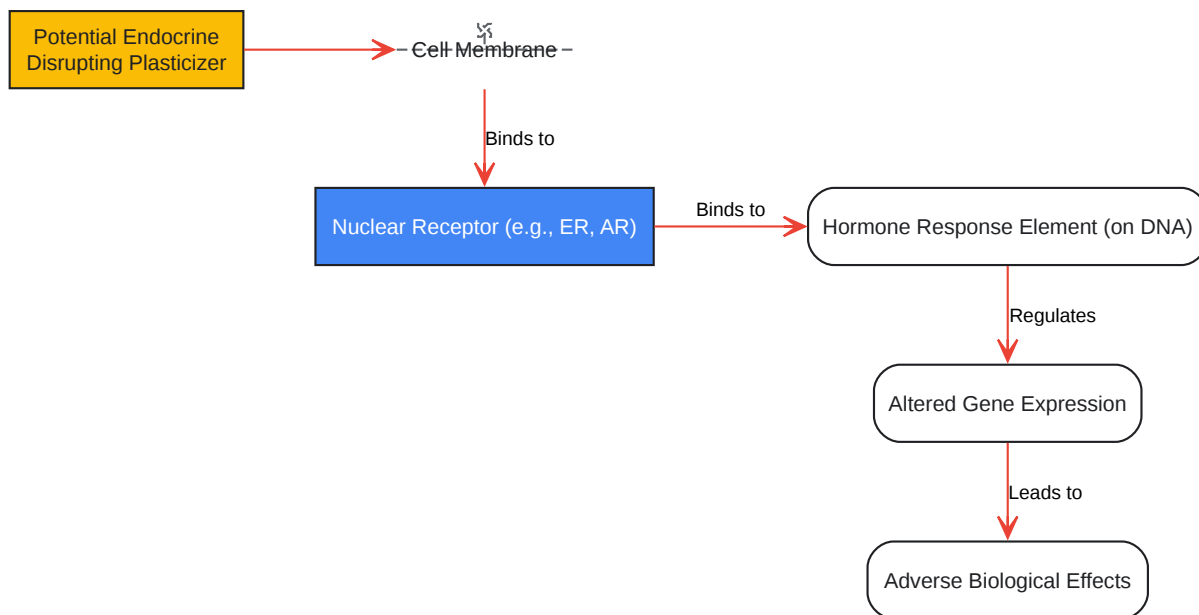 Potential Endocrine
Disrupting Plasticizer
Cell Membrane
Binds to
Nuclear Receptor (e.g., ER, AR)
Binds to
Hormone Response Element (on DNA)
Regulates
Altered Gene Expression
Leads to
Adverse Biological Effects